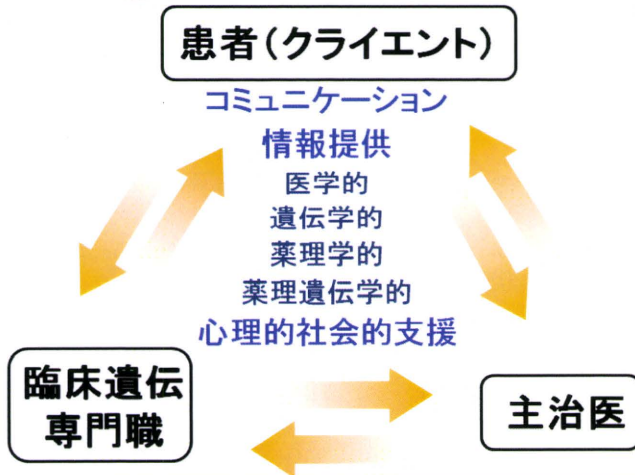 患者(クライエント)
コミュニケーション
情報提供
医学的
遺伝学的
薬理学的
薬理遺伝学的
心理的社会的支援
臨床遺伝
専門職
主治医